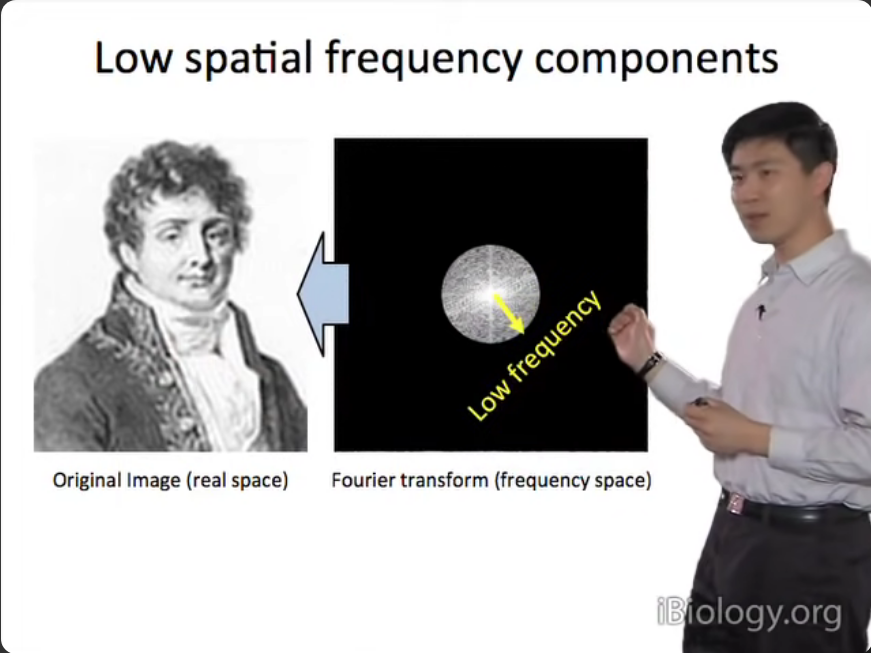 Low spatial frequency components
Low frequency
Original Image (real space)
Fourier transform (frequency space)
iBiology.org